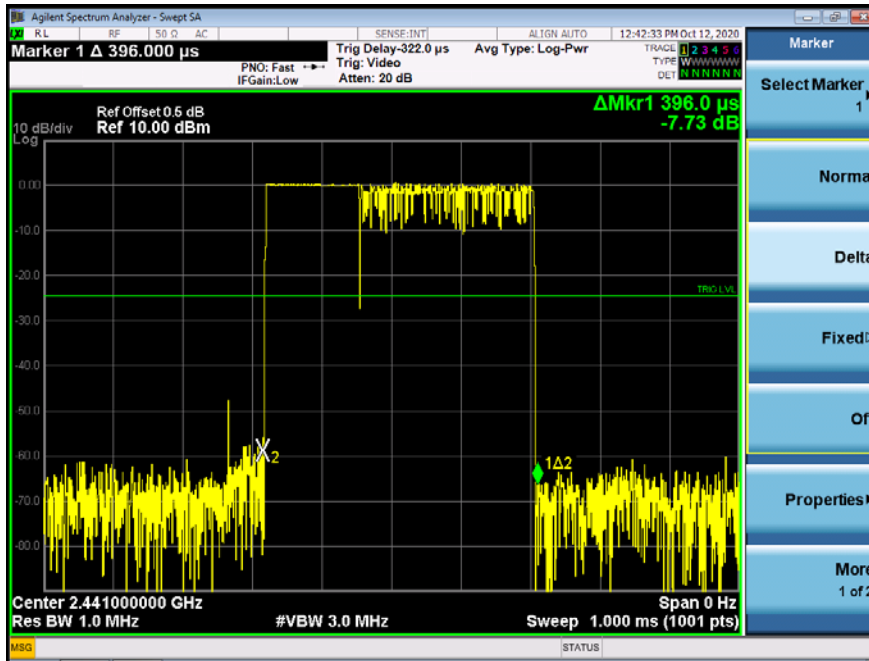 Agilent Spectrum Analyzer - Swept SA
RL RF 50 Ω AC SENSE:INT ALIGN AUTO 12:42:33 PM Oct 12, 2020
Marker 1 Δ 396.000 µs
PNO: Fast
IFGain:Low
Trig Delay-322.0 µs
Trig: Video
Atten: 20 dB
Avg Type: Log-Pwr
TRACE 1 2 3 4 5 6
TYPE WWWWWW
DET N N N N N N
Marker
Select Marker
1
ΔMkr1 396.0 µs
-7.73 dB
Ref Offset 0.5 dB
10 dB/div Ref 10.00 dBm
Log
0.00
-10.0
-20.0
TRIG LVL
-30.0
-40.0
-50.0
-60.0
-70.0
-80.0
2
1Δ2
Norma
Delta
Fixed
Of
Properties
More
1 of 2
Center 2.441000000 GHz Span 0 Hz
Res BW 1.0 MHz #VBW 3.0 MHz Sweep 1.000 ms (1001 pts)
MSG STATUS